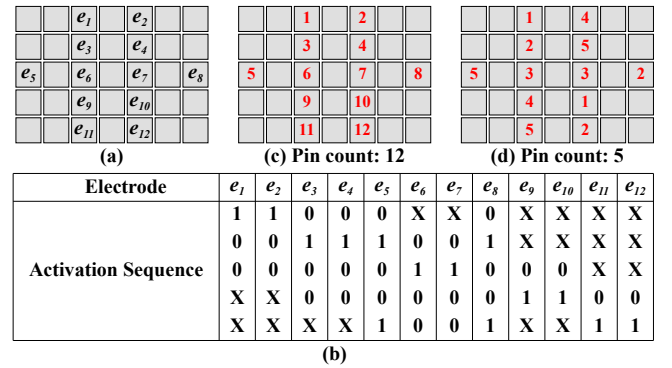 e1 e2
e3 e4
e5 e6 e7 e8
e9 e10
e11 e12
(a)
1 2
3 4
5 6 7 8
9 10
11 12
(c) Pin count: 12
1 4
2 5
5 3 3 2
4 1
5 2
(d) Pin count: 5
Electrode e1 e2 e3 e4 e5 e6 e7 e8 e9 e10 e11 e12
Activation Sequence
1 1 0 0 0 X X 0 X X X X
0 0 1 1 1 0 0 1 X X X X
0 0 0 0 0 1 1 0 0 0 X X
X X 0 0 0 0 0 0 1 1 0 0
X X X X 1 0 0 1 X X 1 1
(b)